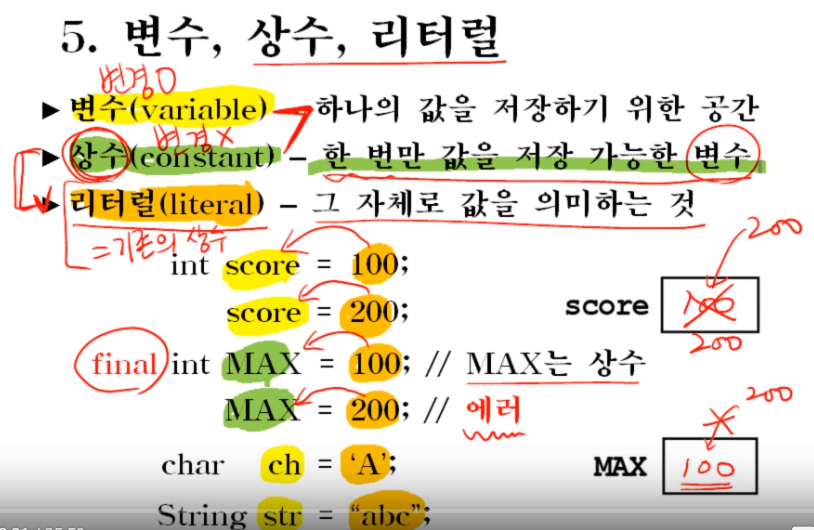 5. 변수, 상수, 리터럴
변경O
▶ 변수(variable) 하나의 값을 저장하기 위한 공간
변경X
▶ 상수(constant) – 한 번만 값을 저장 가능한 변수
▶ 리터럴(literal) – 그 자체로 값을 의미하는 것
=기존의 상수
200
int score = 100;
score 100
score = 200;
200
final int MAX = 100; // MAX는 상수
MAX = 200; // 에러
200
char ch = 'A';
MAX 100
String str = "abc";